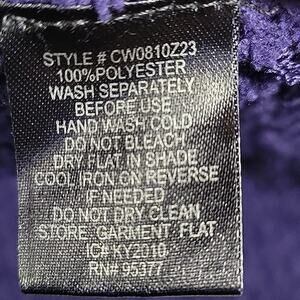 STYLE # CW0810Z23
100%POLYESTER
WASH SEPARATELY
BEFORE USE
HAND WASH COLD
DO NOT BLEACH
DRY FLAT IN SHADE
COOL IRON ON REVERSE
IF NEEDED
DO NOT DRY CLEAN
STORE GARMENT FLAT
IC# KY2010
RN# 95377